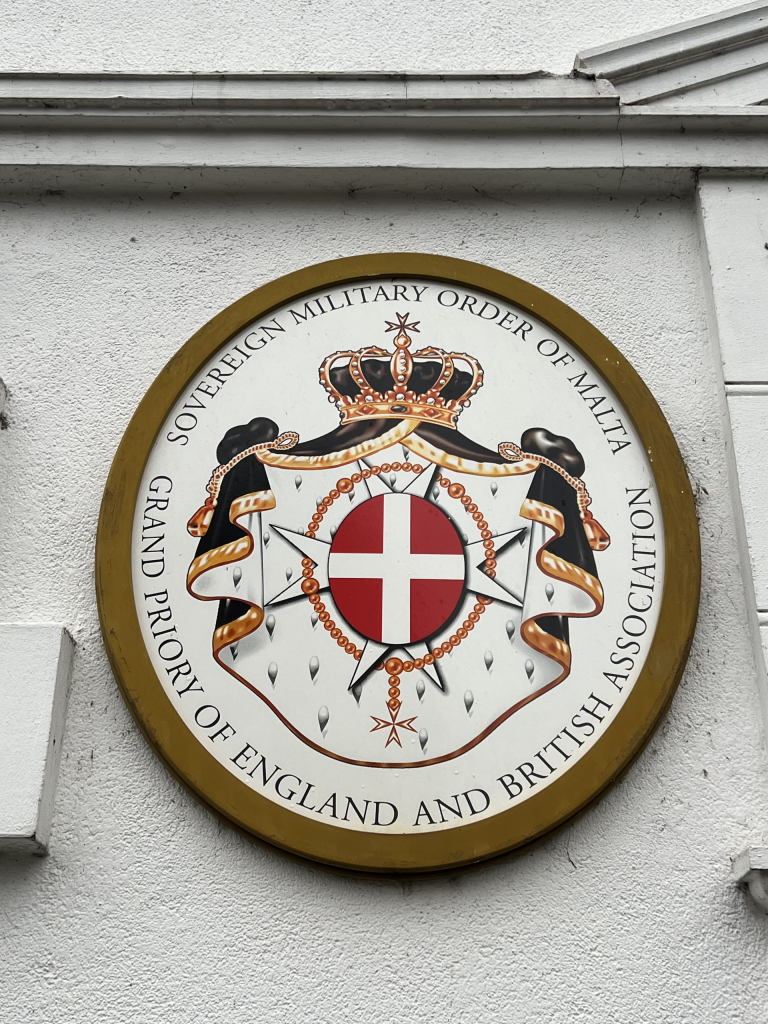 SOVEREIGN MILITARY ORDER OF MALTA
GRAND PRIORY OF ENGLAND AND BRITISH ASSOCIATION